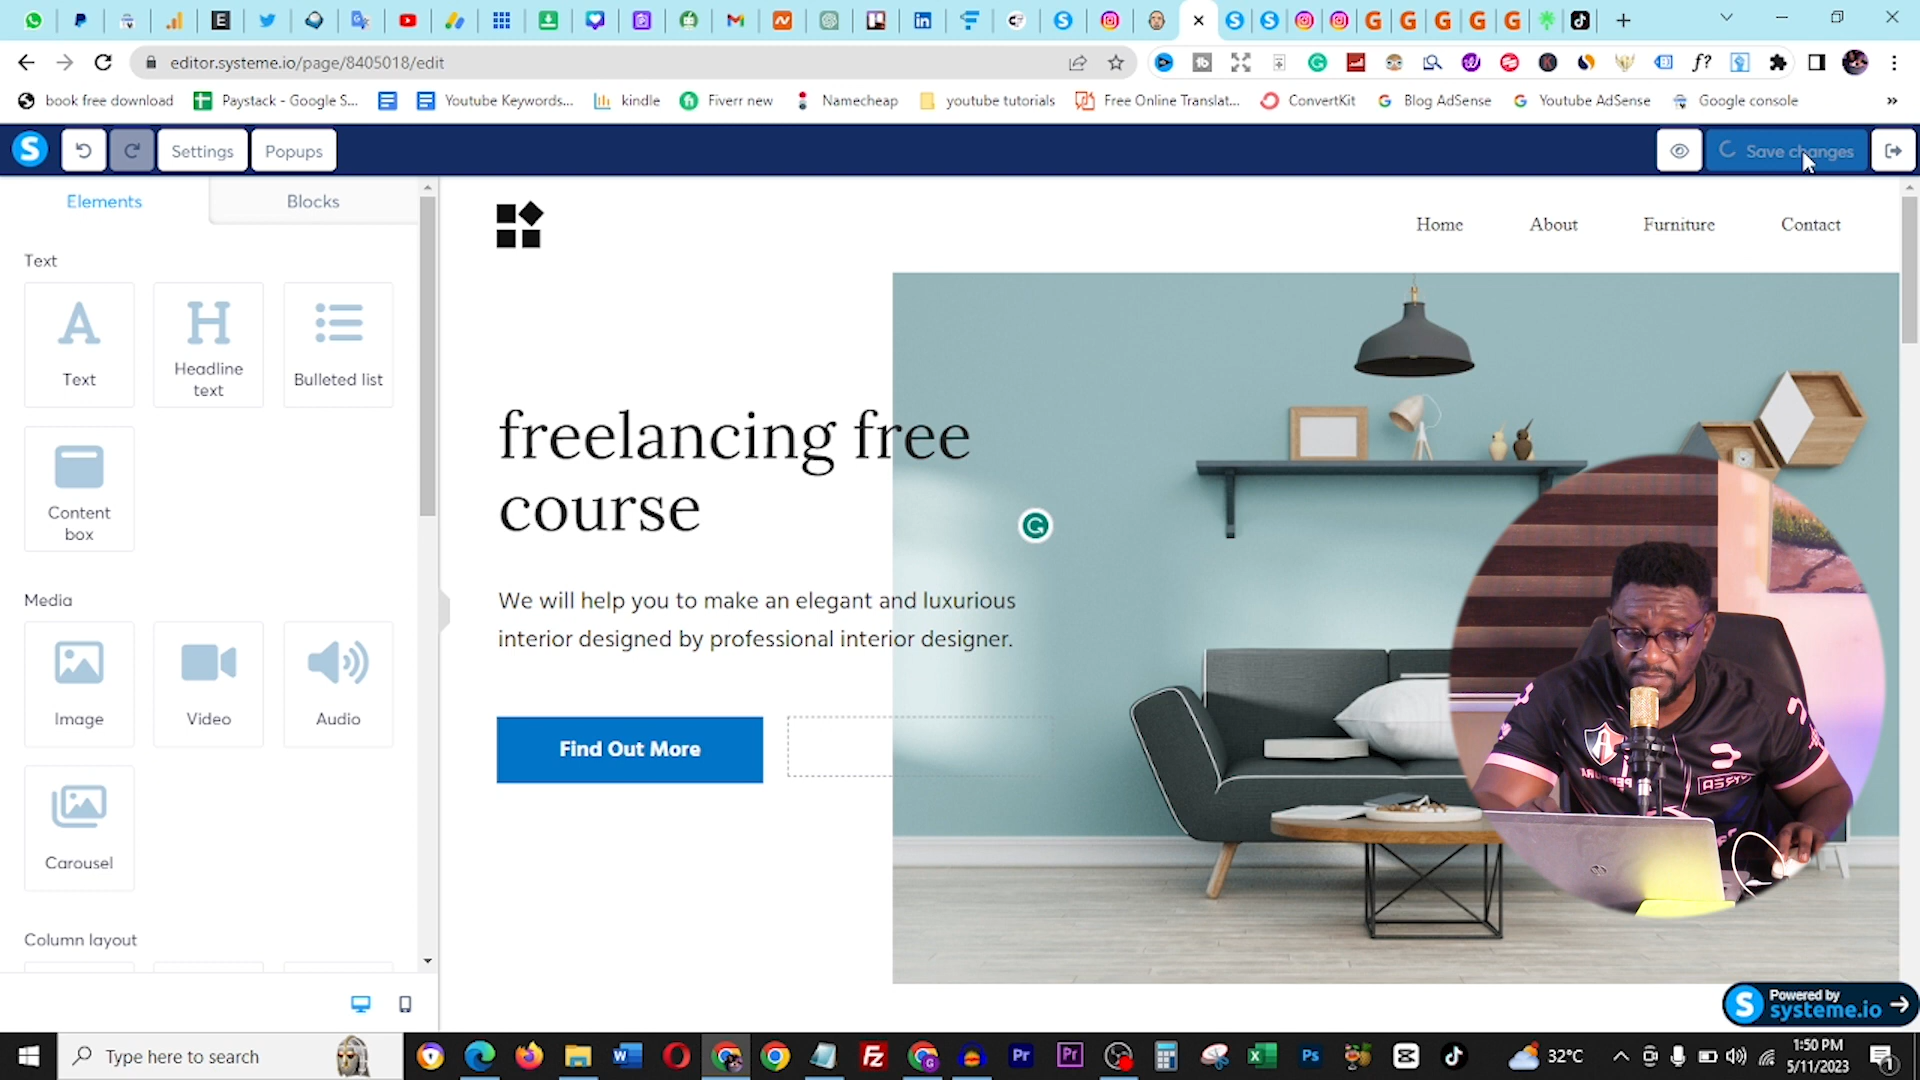 editor.systeme.io/page/8405018/edit
book free download
Paystack - Google S...
Youtube Keywords...
kindle
Fiverr new
Namecheap
youtube tutorials
Free Online Translat...
ConvertKit
Blog AdSense
Youtube AdSense
Google console
Settings
Popups
Save changes
Elements
Blocks
Text
Text
Headline
text
Bulleted list
Content
box
Media
Image
Video
Audio
Carousel
Column layout
Home
About
Furniture
Contact
freelancing free
course
We will help you to make an elegant and luxurious
interior designed by professional interior designer.
Find Out More
Powered by
systeme.io
Type here to search
32°C
1:50 PM
5/11/2023